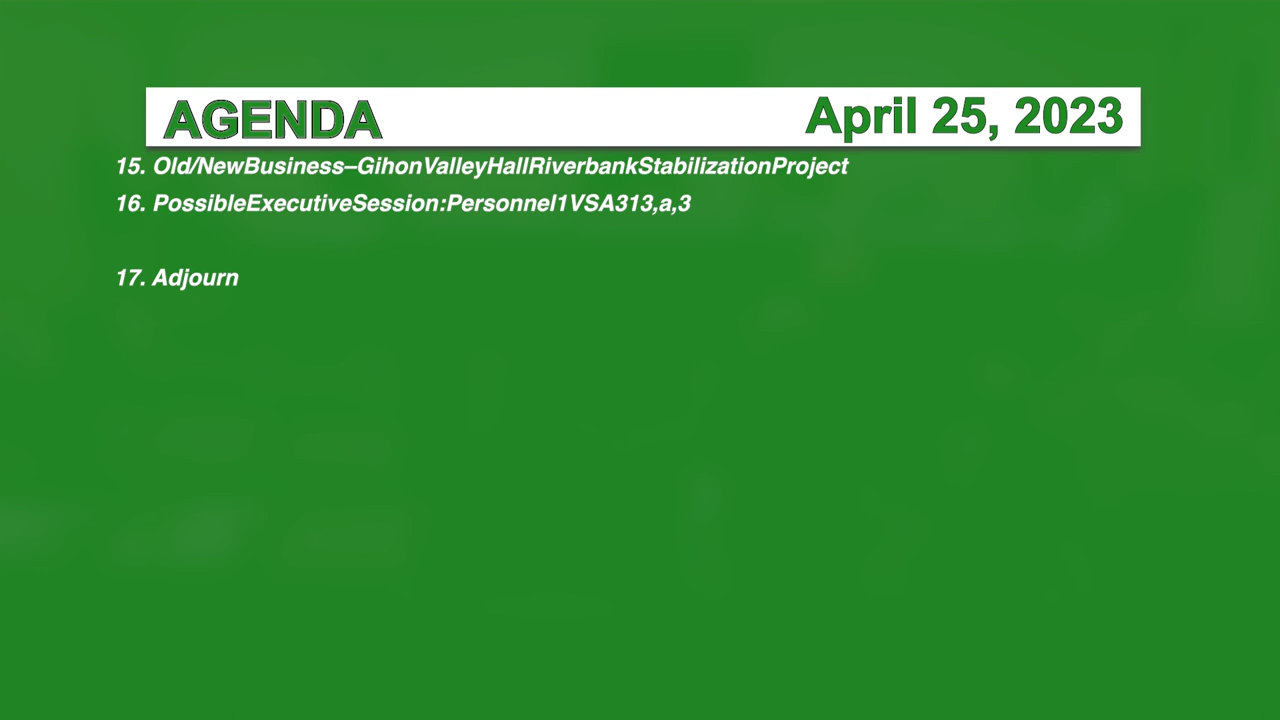 AGENDA April 25, 2023
15. Old/NewBusiness–GihonValleyHallRiverbankStabilizationProject
16. PossibleExecutiveSession:Personnel1VSA313,a,3
17. Adjourn